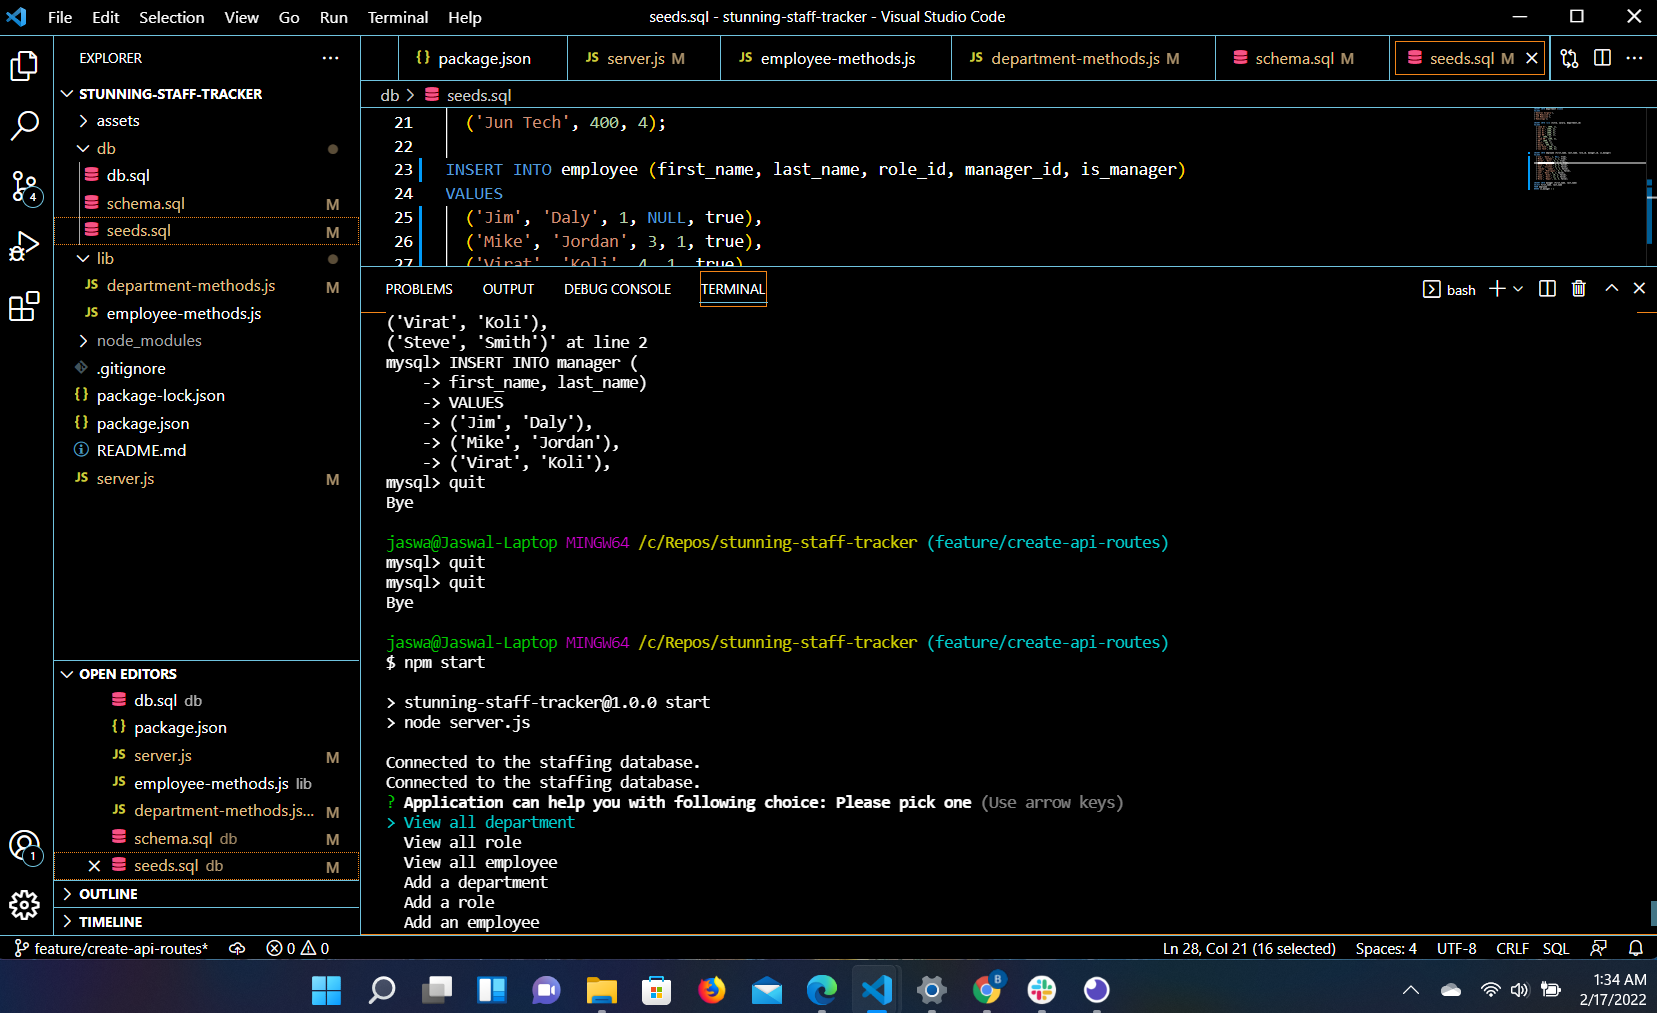 File Edit Selection View Go Run Terminal Help
seeds.sql - stunning-staff-tracker - Visual Studio Code
EXPLORER
STUNNING-STAFF-TRACKER
assets
db
db.sql
schema.sql M
seeds.sql M
lib
JS department-methods.js M
JS employee-methods.js
node_modules
.gitignore
{} package-lock.json
{} package.json
README.md
JS server.js M
OPEN EDITORS
db.sql db
{} package.json
JS server.js M
JS employee-methods.js lib
JS department-methods.js... M
schema.sql db M
seeds.sql db M
OUTLINE
TIMELINE
4
1
{} package.json
JS server.js M
JS employee-methods.js
JS department-methods.js M
schema.sql M
seeds.sql M
db > seeds.sql
21 ('Jun Tech', 400, 4);
22
23 INSERT INTO employee (first_name, last_name, role_id, manager_id, is_manager)
24 VALUES
25 ('Jim', 'Daly', 1, NULL, true),
26 ('Mike', 'Jordan', 3, 1, true),
27 ('Virat', 'Koli', 4, 1, true)
PROBLEMS OUTPUT DEBUG CONSOLE TERMINAL
bash
('Virat', 'Koli'),
('Steve', 'Smith')' at line 2
mysql> INSERT INTO manager (
-> first_name, last_name)
-> VALUES
-> ('Jim', 'Daly'),
-> ('Mike', 'Jordan'),
-> ('Virat', 'Koli'),
mysql> quit
Bye
jaswa@Jaswal-Laptop MINGW64 /c/Repos/stunning-staff-tracker (feature/create-api-routes)
mysql> quit
mysql> quit
Bye
jaswa@Jaswal-Laptop MINGW64 /c/Repos/stunning-staff-tracker (feature/create-api-routes)
$ npm start
> stunning-staff-tracker@1.0.0 start
> node server.js
Connected to the staffing database.
Connected to the staffing database.
? Application can help you with following choice: Please pick one (Use arrow keys)
> View all department
View all role
View all employee
Add a department
Add a role
Add an employee
feature/create-api-routes* 0 0
Ln 28, Col 21 (16 selected) Spaces: 4 UTF-8 CRLF SQL
B
1:34 AM
2/17/2022